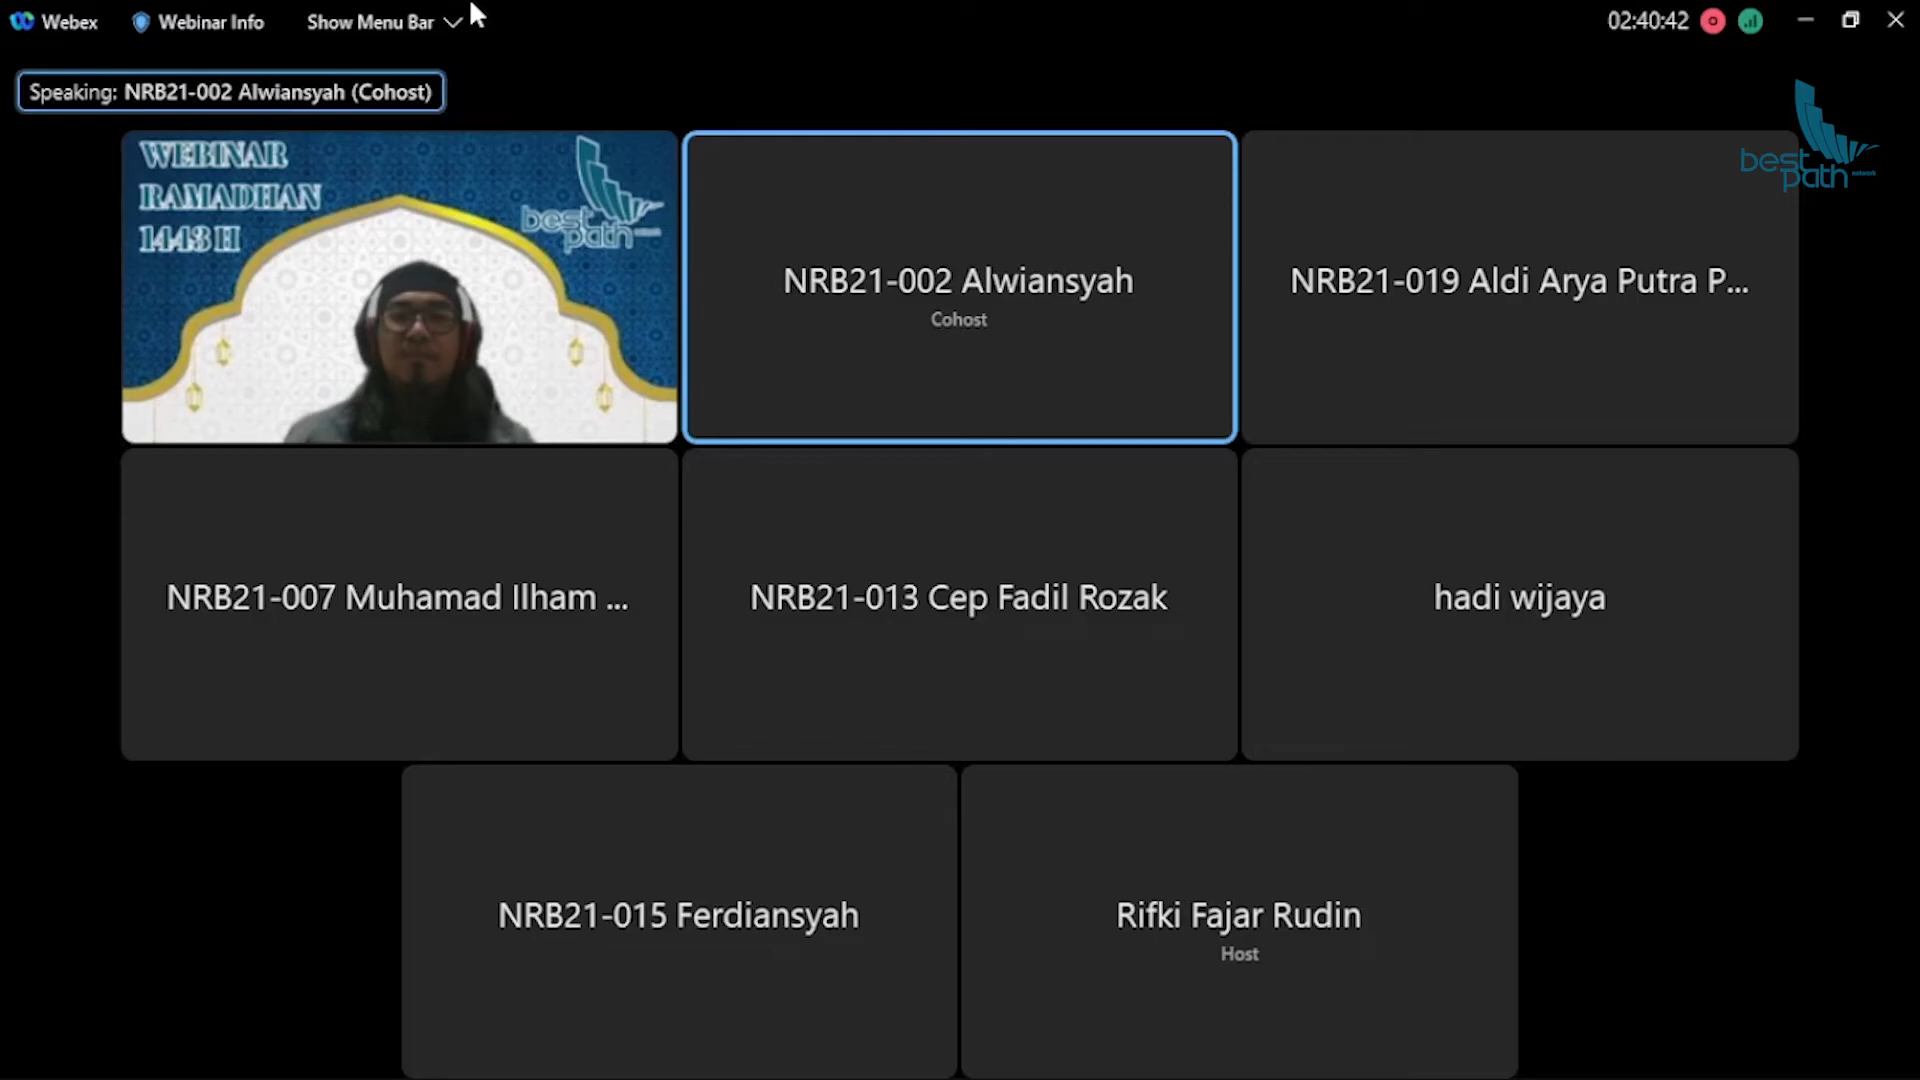 Webex
Webinar Info
Show Menu Bar
02:40:42
Speaking: NRB21-002 Alwiansyah (Cohost)
WEBINAR
RAMADHAN
1443 H
best
path
network
NRB21-002 Alwiansyah
Cohost
NRB21-019 Aldi Arya Putra P...
best
path
network
NRB21-007 Muhamad Ilham ...
NRB21-013 Cep Fadil Rozak
hadi wijaya
NRB21-015 Ferdiansyah
Rifki Fajar Rudin
Host